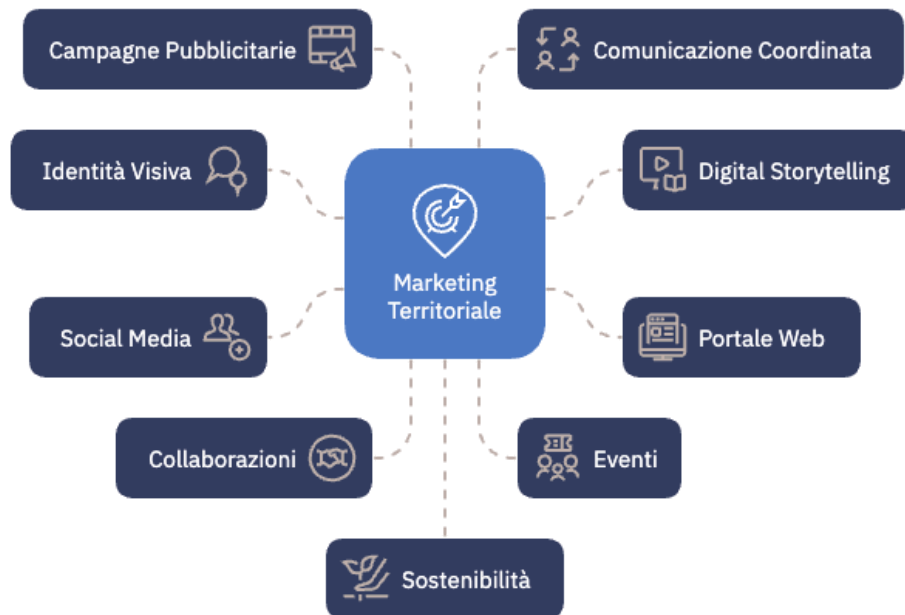 Campagne Pubblicitarie
Comunicazione Coordinata
Identità Visiva
Digital Storytelling
Marketing
Territoriale
Social Media
Portale Web
Collaborazioni
Eventi
Sostenibilità